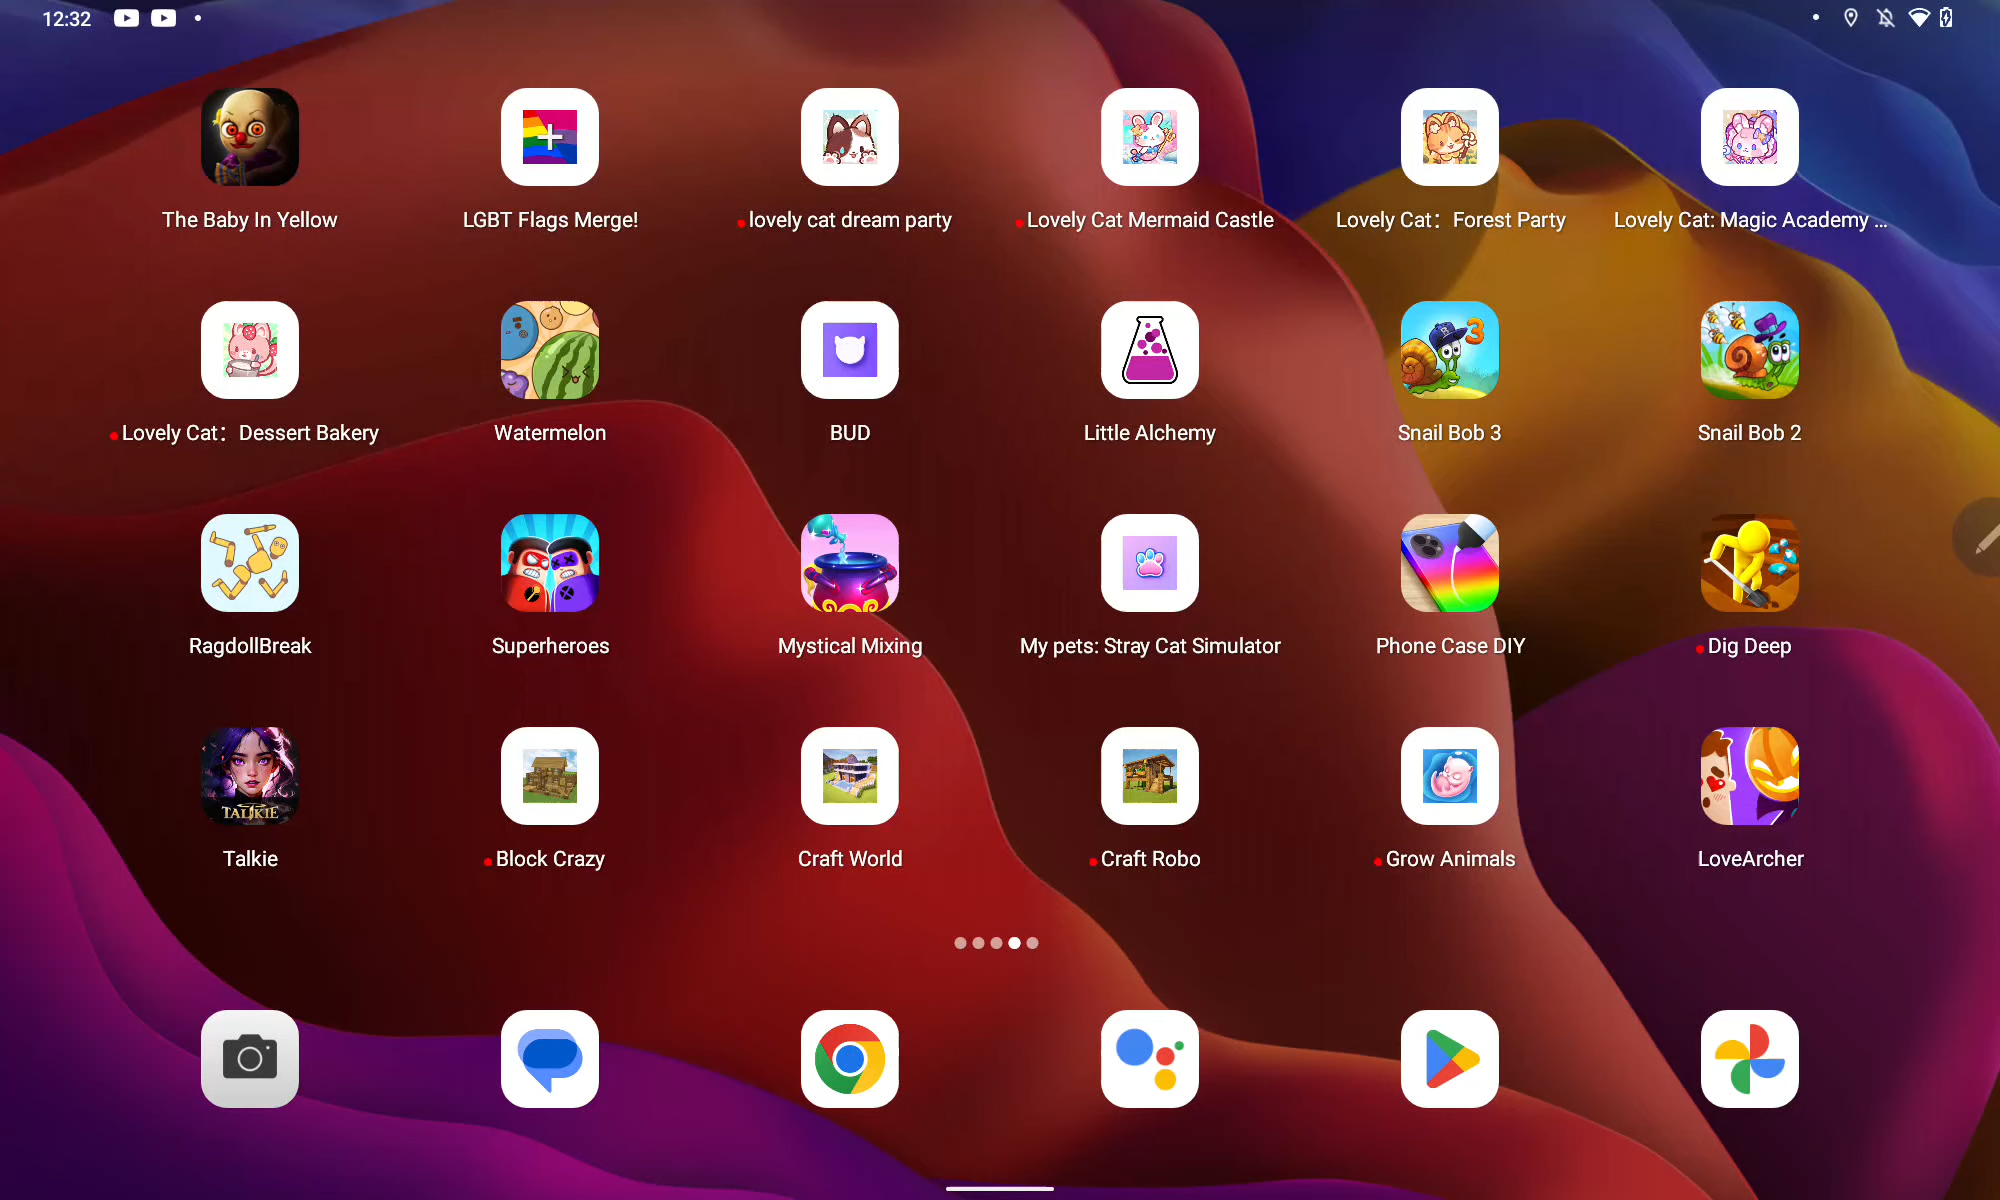 12:32
The Baby In Yellow
LGBT Flags Merge!
lovely cat dream party
Lovely Cat Mermaid Castle
Lovely Cat：Forest Party
Lovely Cat: Magic Academy ...
Lovely Cat：Dessert Bakery
Watermelon
BUD
Little Alchemy
3
Snail Bob 3
Snail Bob 2
RagdollBreak
Superheroes
Mystical Mixing
My pets: Stray Cat Simulator
Phone Case DIY
Dig Deep
TALKIE
Talkie
Block Crazy
Craft World
Craft Robo
Grow Animals
LoveArcher